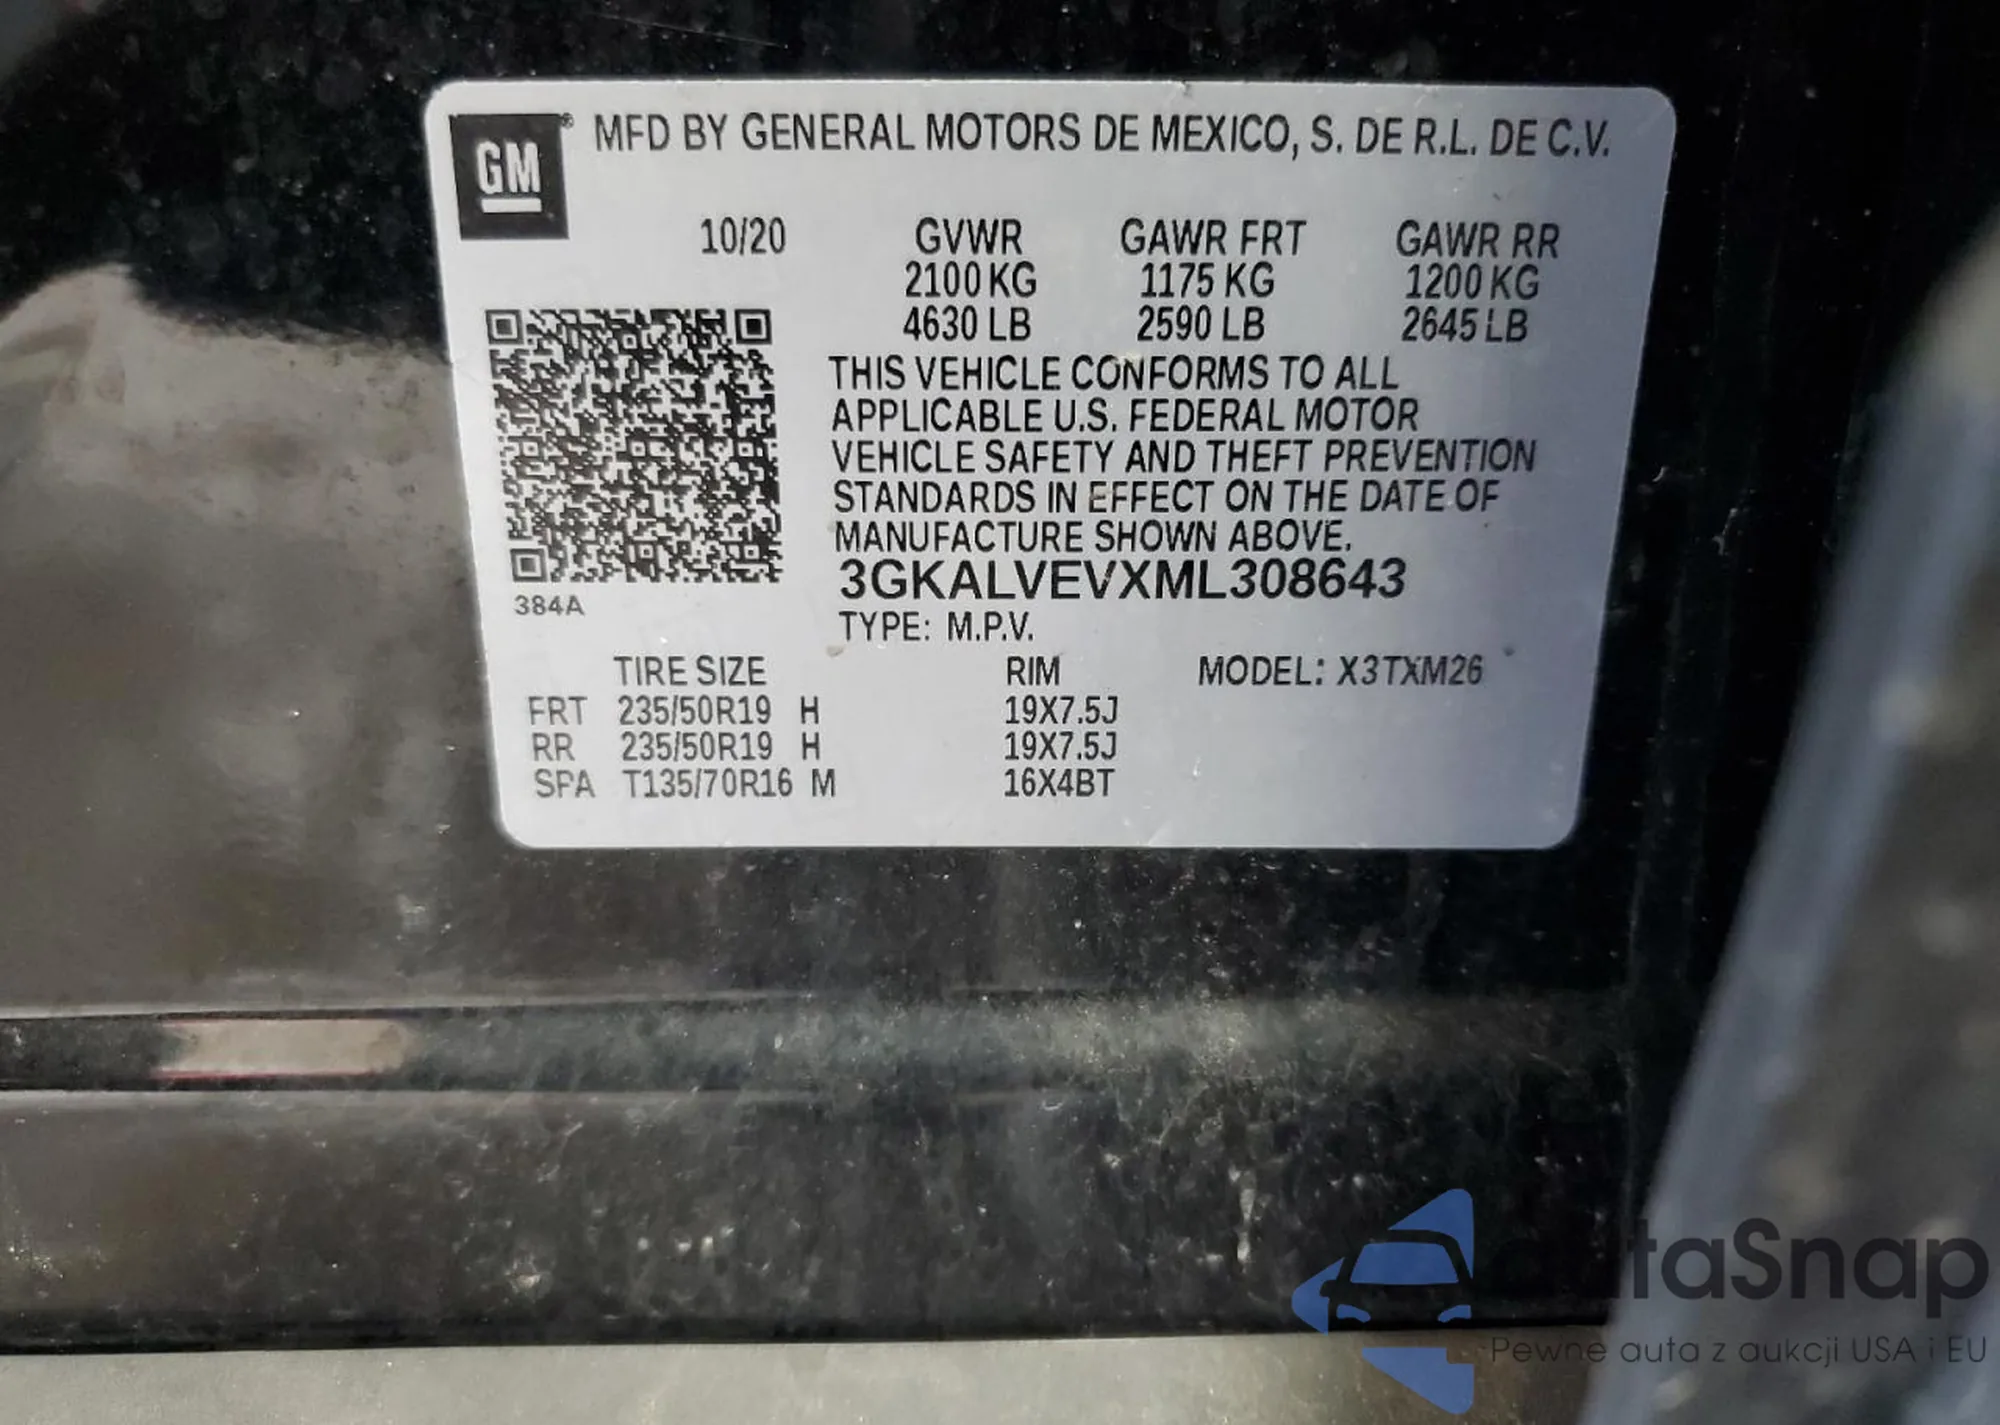 GM® MFD BY GENERAL MOTORS DE MEXICO, S. DE R.L. DE C.V.
10/20 GVWR GAWR FRT GAWR RR
2100 KG 1175 KG 1200 KG
4630 LB 2590 LB 2645 LB
THIS VEHICLE CONFORMS TO ALL
APPLICABLE U.S. FEDERAL MOTOR
VEHICLE SAFETY AND THEFT PREVENTION
STANDARDS IN EFFECT ON THE DATE OF
MANUFACTURE SHOWN ABOVE.
3GKALVEVXML308643
384A
TYPE: M.P.V.
TIRE SIZE RIM MODEL: X3TXM26
FRT 235/50R19 H 19X7.5J
RR 235/50R19 H 19X7.5J
SPA T135/70R16 M 16X4BT
autaSnap
Pewne auta z aukcji USA i EU